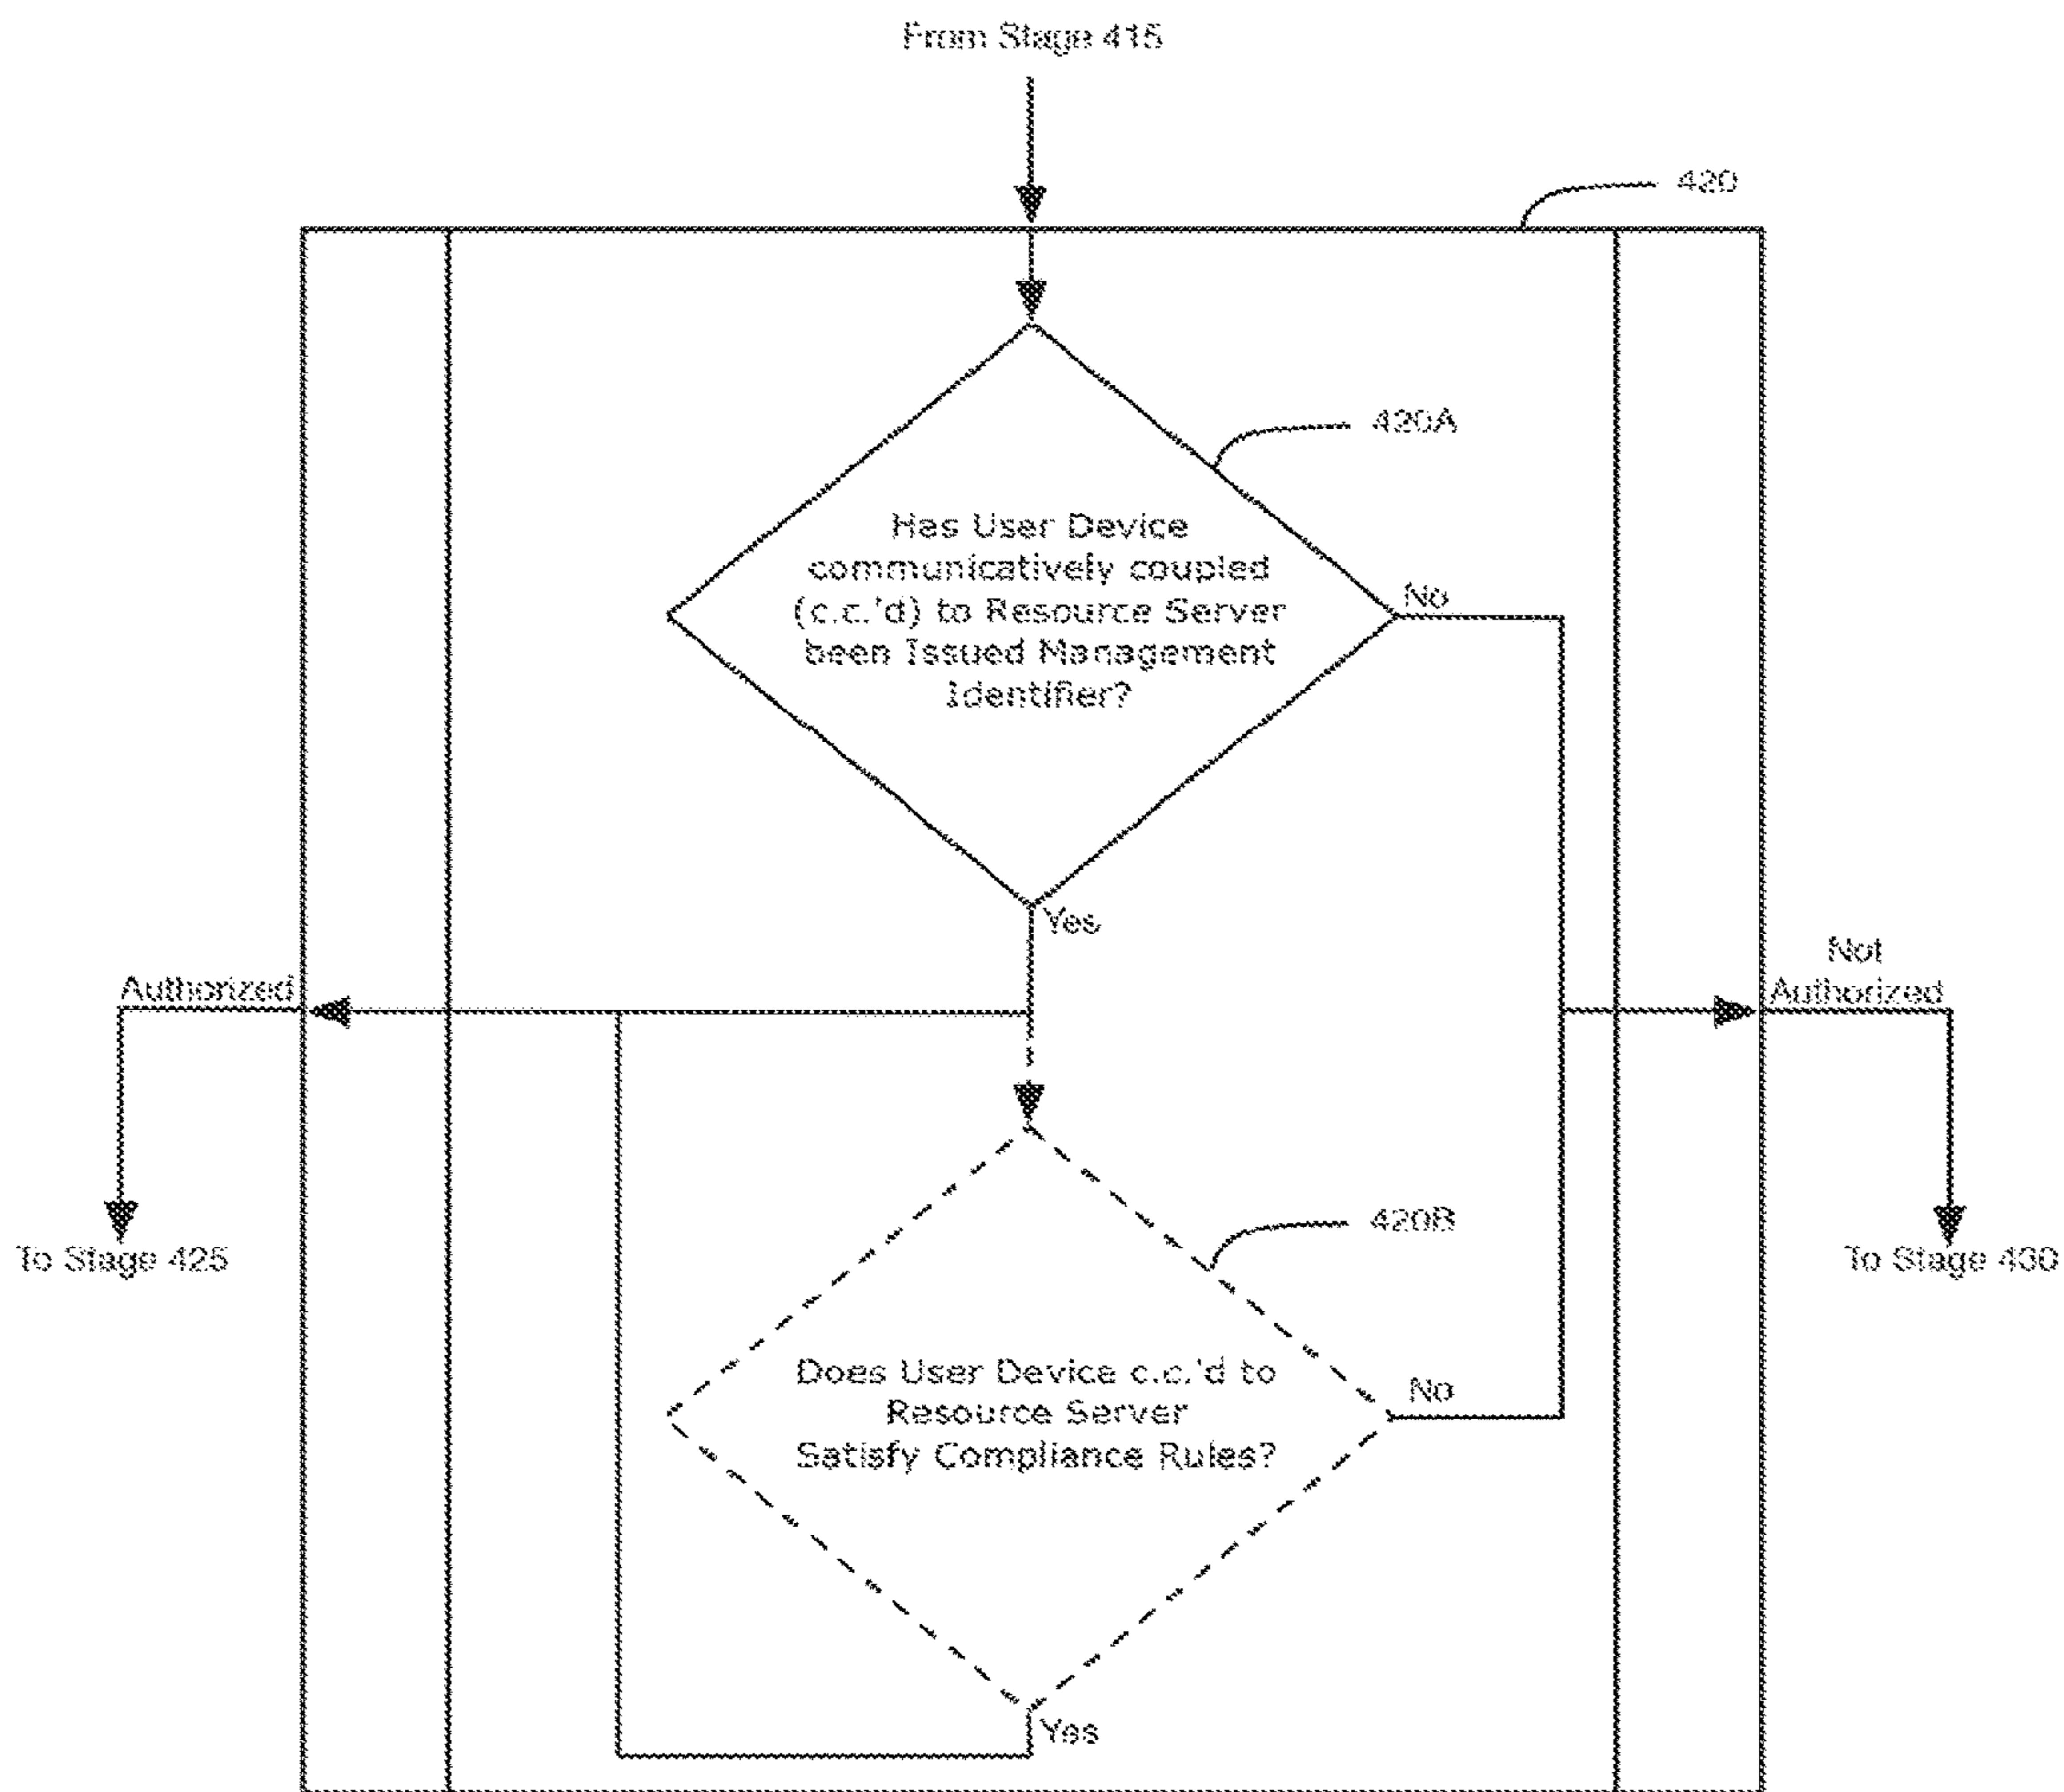 From Stage 415
420
420A
Has User Device
communicatively coupled
(c.c.'d) to Resource Server
been Issued Management
Identifier?
No
Yes
Authorized
Not
Authorized
420B
To Stage 425
To Stage 430
Does User Device c.c.'d to
Resource Server
Satisfy Compliance Rules?
No
Yes